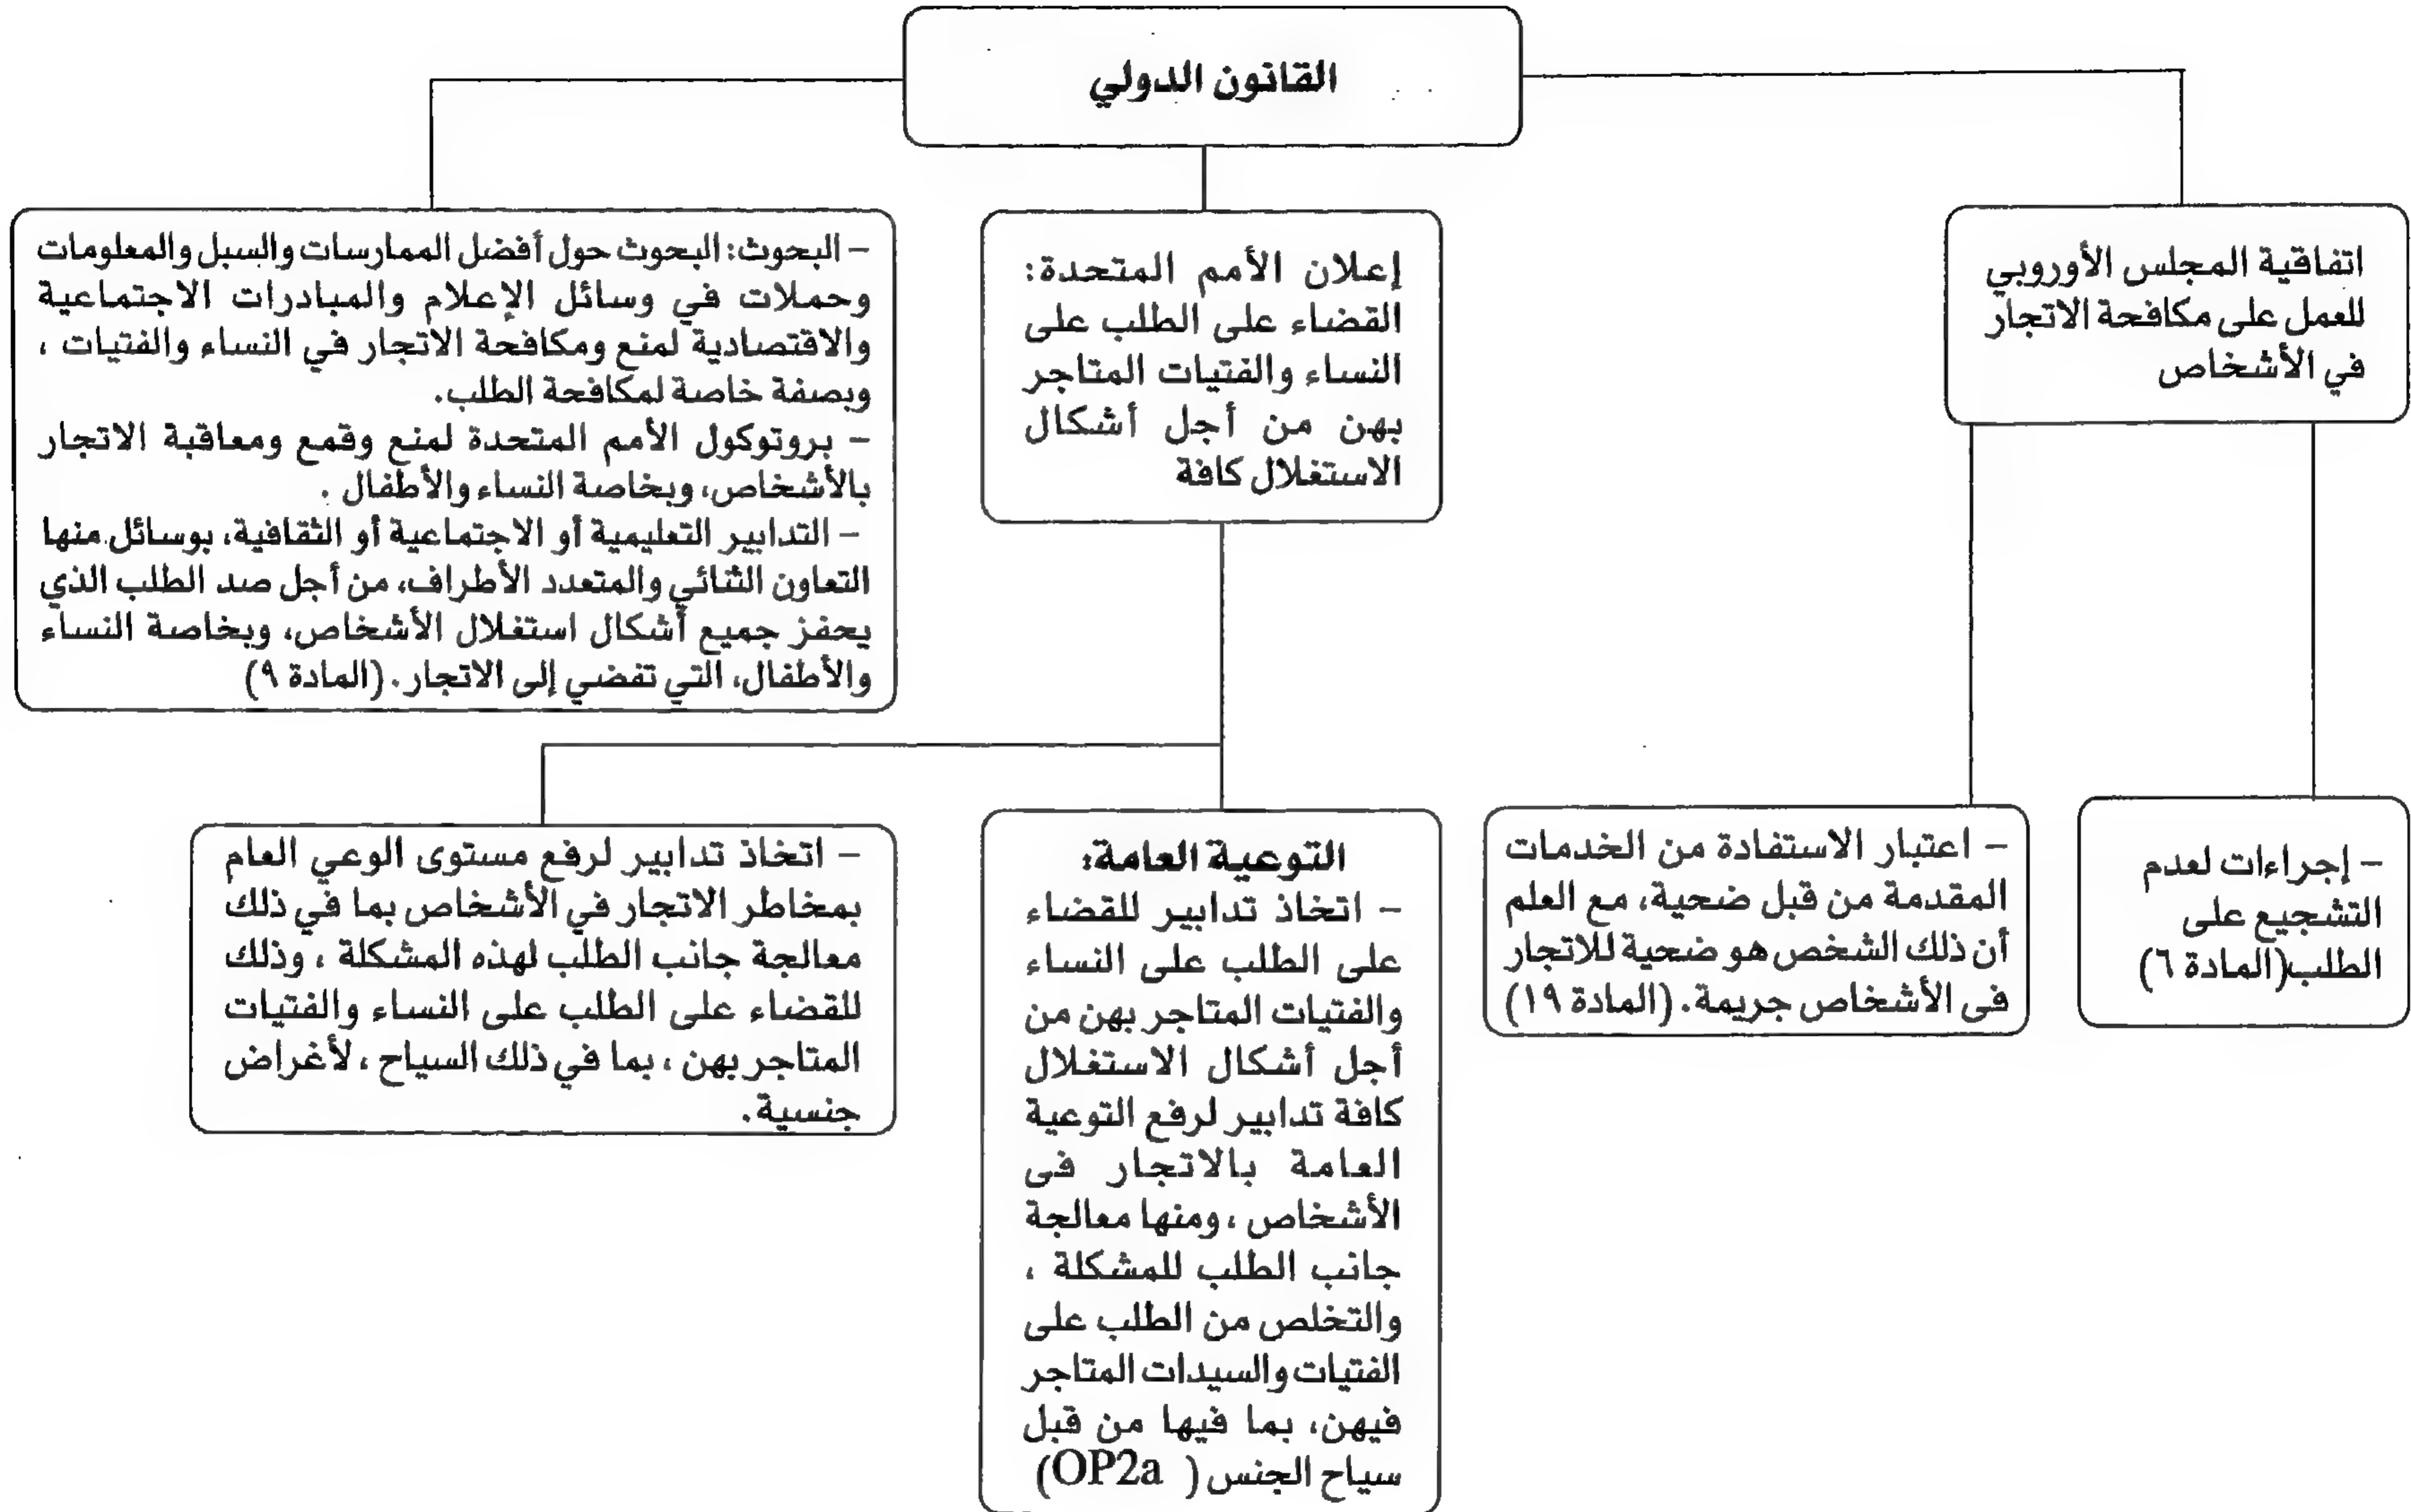 القانون الدولي
اتفاقية المجلس الأوروبي
للعمل على مكافحة الاتجار
في الأشخاص
إعلان الأمم المتحدة:
القضاء على الطلب على
النساء والفتيات المتاجر
بهن من أجل أشكال
الاستغلال كافة
– البحوث: البحوث حول أفضل الممارسات والسبل والمعلومات
وحملات في وسائل الإعلام والمبادرات الاجتماعية
والاقتصادية لمنع ومكافحة الاتجار في النساء والفتيات ،
وبصفة خاصة لمكافحة الطلب.
– بروتوكول الأمم المتحدة لمنع وقمع ومعاقبة الاتجار
بالأشخاص، وبخاصة النساء والأطفال .
– التدابير التعليمية أو الاجتماعية أو الثقافية، بوسائل منها
التعاون الثنائي والمتعدد الأطراف، من أجل صد الطلب الذي
يحفز جميع أشكال استغلال الأشخاص، وبخاصة النساء
والأطفال، التي تفضي إلى الاتجار. (المادة ٩)
– إجراءات لعدم
التشجيع على
الطلب(المادة ٦)
– اعتبار الاستفادة من الخدمات
المقدمة من قبل ضحية، مع العلم
أن ذلك الشخص هو ضحية للاتجار
فى الأشخاص جريمة. (المادة ١٩)
التوعية العامة:
– اتخاذ تدابير للقضاء
على الطلب على النساء
والفتيات المتاجر بهن من
أجل أشكال الاستغلال
كافة تدابير لرفع التوعية
العامة بالاتجار فى
الأشخاص ، ومنها معالجة
جانب الطلب للمشكلة ،
والتخلص من الطلب على
الفتيات والسيدات المتاجر
فيهن، بما فيها من قبل
سياح الجنس ( OP2a)
– اتخاذ تدابير لرفع مستوى الوعي العام
بمخاطر الاتجار في الأشخاص بما في ذلك
معالجة جانب الطلب لهذه المشكلة ، وذلك
للقضاء على الطلب على النساء والفتيات
المتاجر بهن ، بما في ذلك السياح ، لأغراض
جنسية.